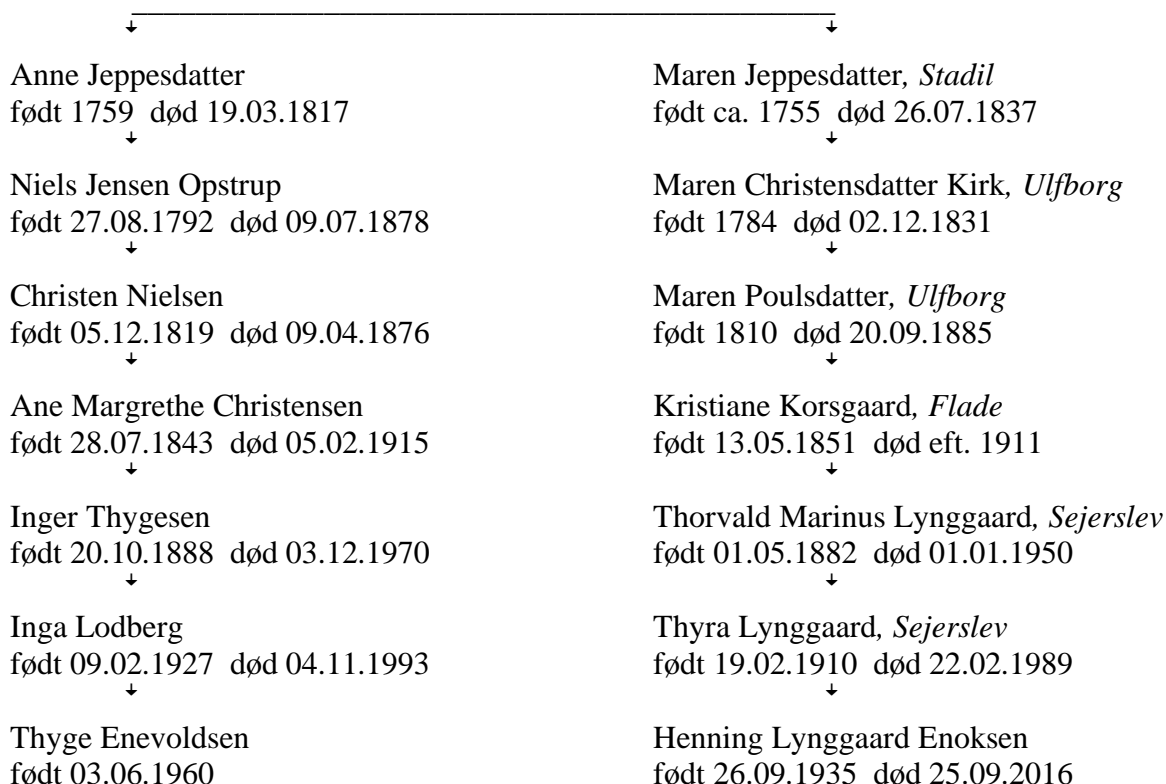 Anne Jeppesdatter
født 1759 død 19.03.1817
Niels Jensen Opstrup
født 27.08.1792 død 09.07.1878
Christen Nielsen
født 05.12.1819 død 09.04.1876
Ane Margrethe Christensen
født 28.07.1843 død 05.02.1915
Inger Thygesen
født 20.10.1888 død 03.12.1970
Inga Lodberg
født 09.02.1927 død 04.11.1993
Thyge Enevoldsen
født 03.06.1960
Maren Jeppesdatter, Stadil
født ca. 1755 død 26.07.1837
Maren Christensdatter Kirk, Ulfborg
født 1784 død 02.12.1831
Maren Poulsdatter, Ulfborg
født 1810 død 20.09.1885
Kristiane Korsgaard, Flade
født 13.05.1851 død eft. 1911
Thorvald Marinus Lynggaard, Sejerslev
født 01.05.1882 død 01.01.1950
Thyra Lynggaard, Sejerslev
født 19.02.1910 død 22.02.1989
Henning Lynggaard Enoksen
født 26.09.1935 død 25.09.2016